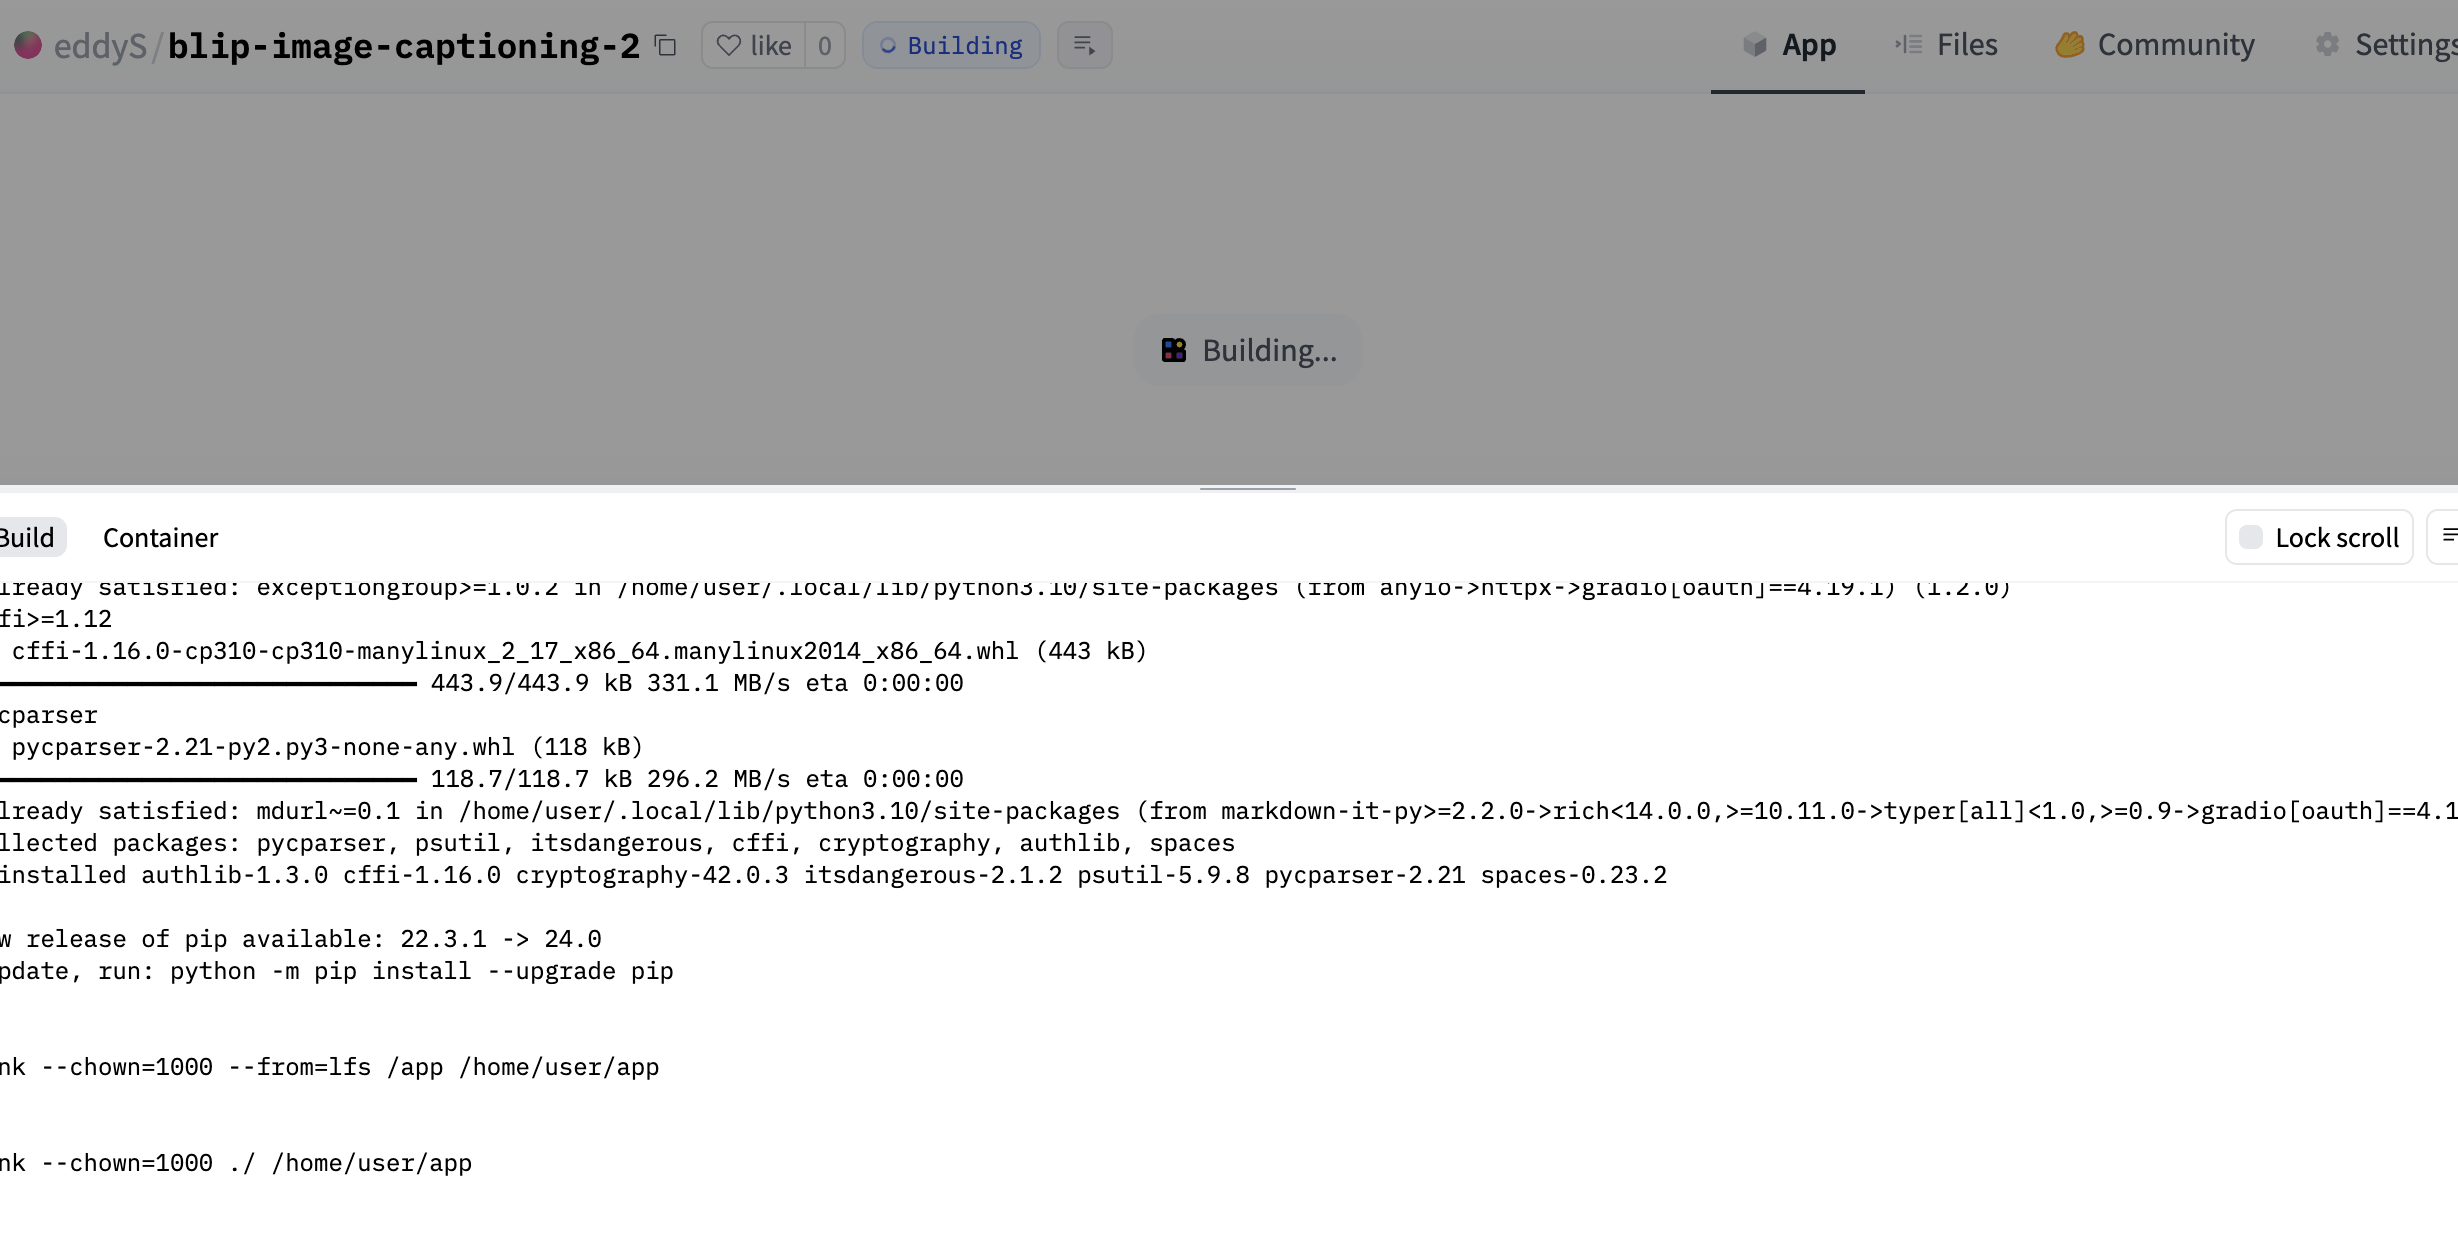 eddyS/blip-image-captioning-2 like 0 Building App Files Community Settings
Building...
Build Container Lock scroll
lready satisfied: exceptiongroup>=1.0.2 in /home/user/.local/lib/python3.10/site-packages (from anyio->httpx->gradio[oauth]==4.19.1) (1.2.0)
fi>=1.12
cffi-1.16.0-cp310-cp310-manylinux_2_17_x86_64.manylinux2014_x86_64.whl (443 kB)
443.9/443.9 kB 331.1 MB/s eta 0:00:00
cparser
pycparser-2.21-py2.py3-none-any.whl (118 kB)
118.7/118.7 kB 296.2 MB/s eta 0:00:00
lready satisfied: mdurl~=0.1 in /home/user/.local/lib/python3.10/site-packages (from markdown-it-py>=2.2.0->rich<14.0.0,>=10.11.0->typer[all]<1.0,>=0.9->gradio[oauth]==4.1
llected packages: pycparser, psutil, itsdangerous, cffi, cryptography, authlib, spaces
installed authlib-1.3.0 cffi-1.16.0 cryptography-42.0.3 itsdangerous-2.1.2 psutil-5.9.8 pycparser-2.21 spaces-0.23.2
w release of pip available: 22.3.1 -> 24.0
pdate, run: python -m pip install --upgrade pip
nk --chown=1000 --from=lfs /app /home/user/app
nk --chown=1000 ./ /home/user/app